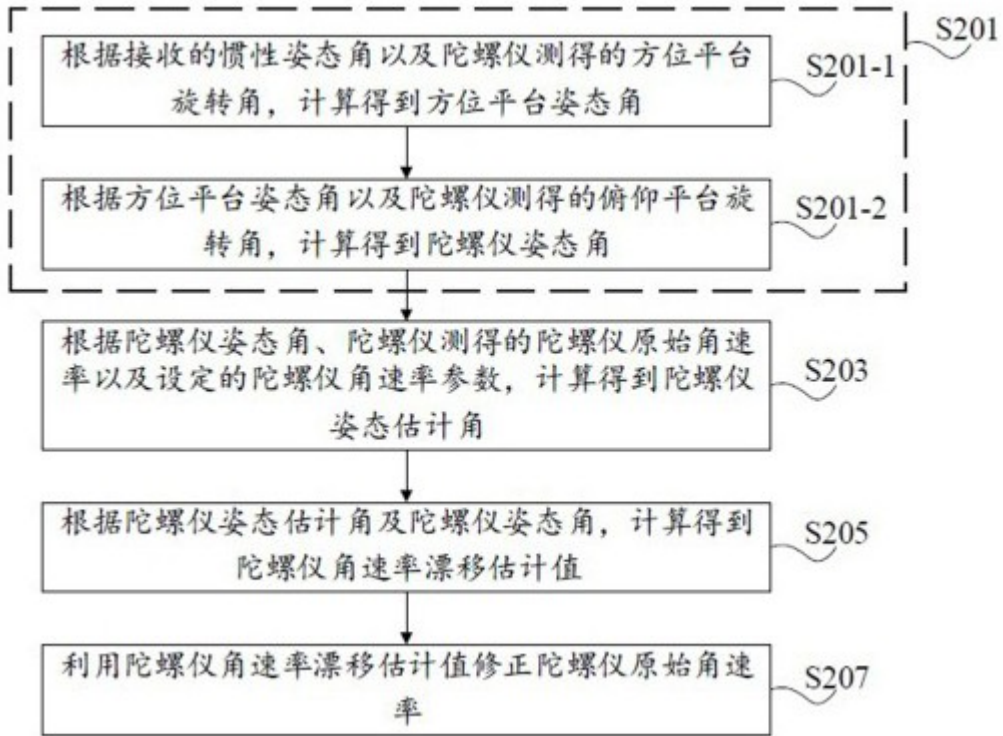 S201
根据接收的惯性姿态角以及陀螺仪测得的方位平台
旋转角，计算得到方位平台姿态角
S201-1
根据方位平台姿态角以及陀螺仪测得的俯仰平台旋
转角，计算得到陀螺仪姿态角
S201-2
根据陀螺仪姿态角、陀螺仪测得的陀螺仪原始角速
率以及设定的陀螺仪角速率参数，计算得到陀螺仪
姿态估计角
S203
根据陀螺仪姿态估计角及陀螺仪姿态角，计算得到
陀螺仪角速率漂移估计值
S205
利用陀螺仪角速率漂移估计值修正陀螺仪原始角速
率
S207